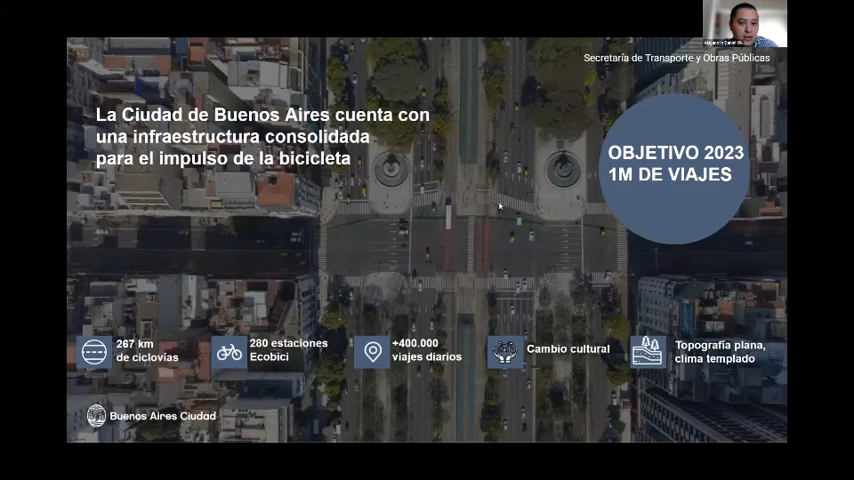 Secretaría de Transporte y Obras Públicas
La Ciudad de Buenos Aires cuenta con
una infraestructura consolidada
para el impulso de la bicicleta
OBJETIVO 2023
1M DE VIAJES
267 km
de ciclovías
280 estaciones
Ecobici
+400.000
viajes diarios
Cambio cultural
Topografía plana,
clima templado
Buenos Aires Ciudad